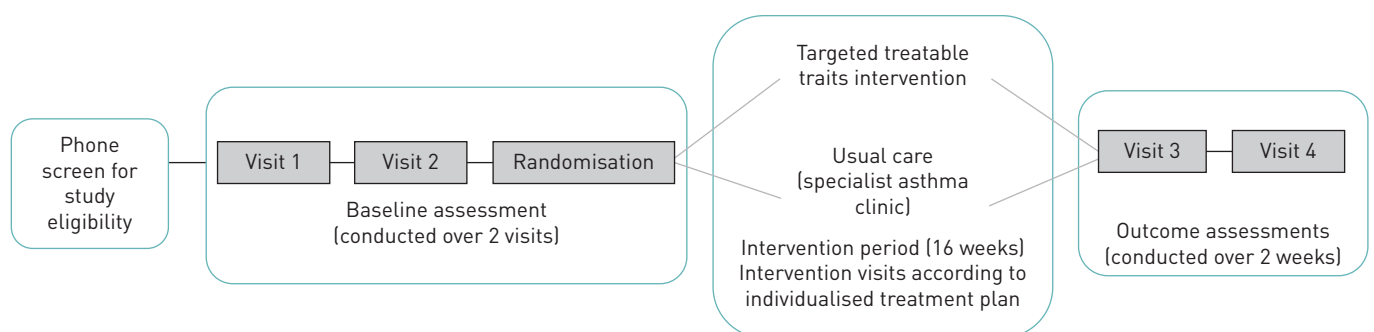 Phone
screen for
study
eligibility
Visit 1
Visit 2
Randomisation
Baseline assessment
(conducted over 2 visits)
Targeted treatable
traits intervention
Usual care
(specialist asthma
clinic)
Intervention period (16 weeks)
Intervention visits according to
individualised treatment plan
Visit 3
Visit 4
Outcome assessments
(conducted over 2 weeks)